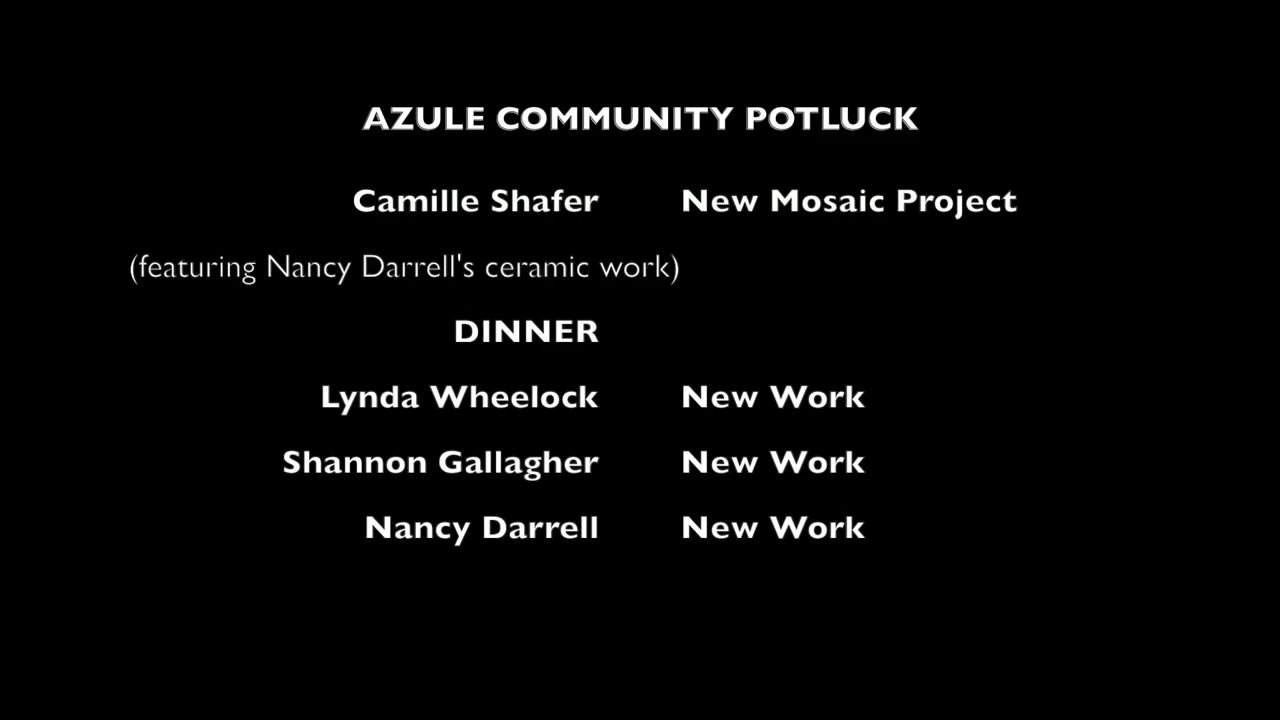 AZULE COMMUNITY POTLUCK
Camille Shafer New Mosaic Project
(featuring Nancy Darrell's ceramic work)
DINNER
Lynda Wheelock New Work
Shannon Gallagher New Work
Nancy Darrell New Work